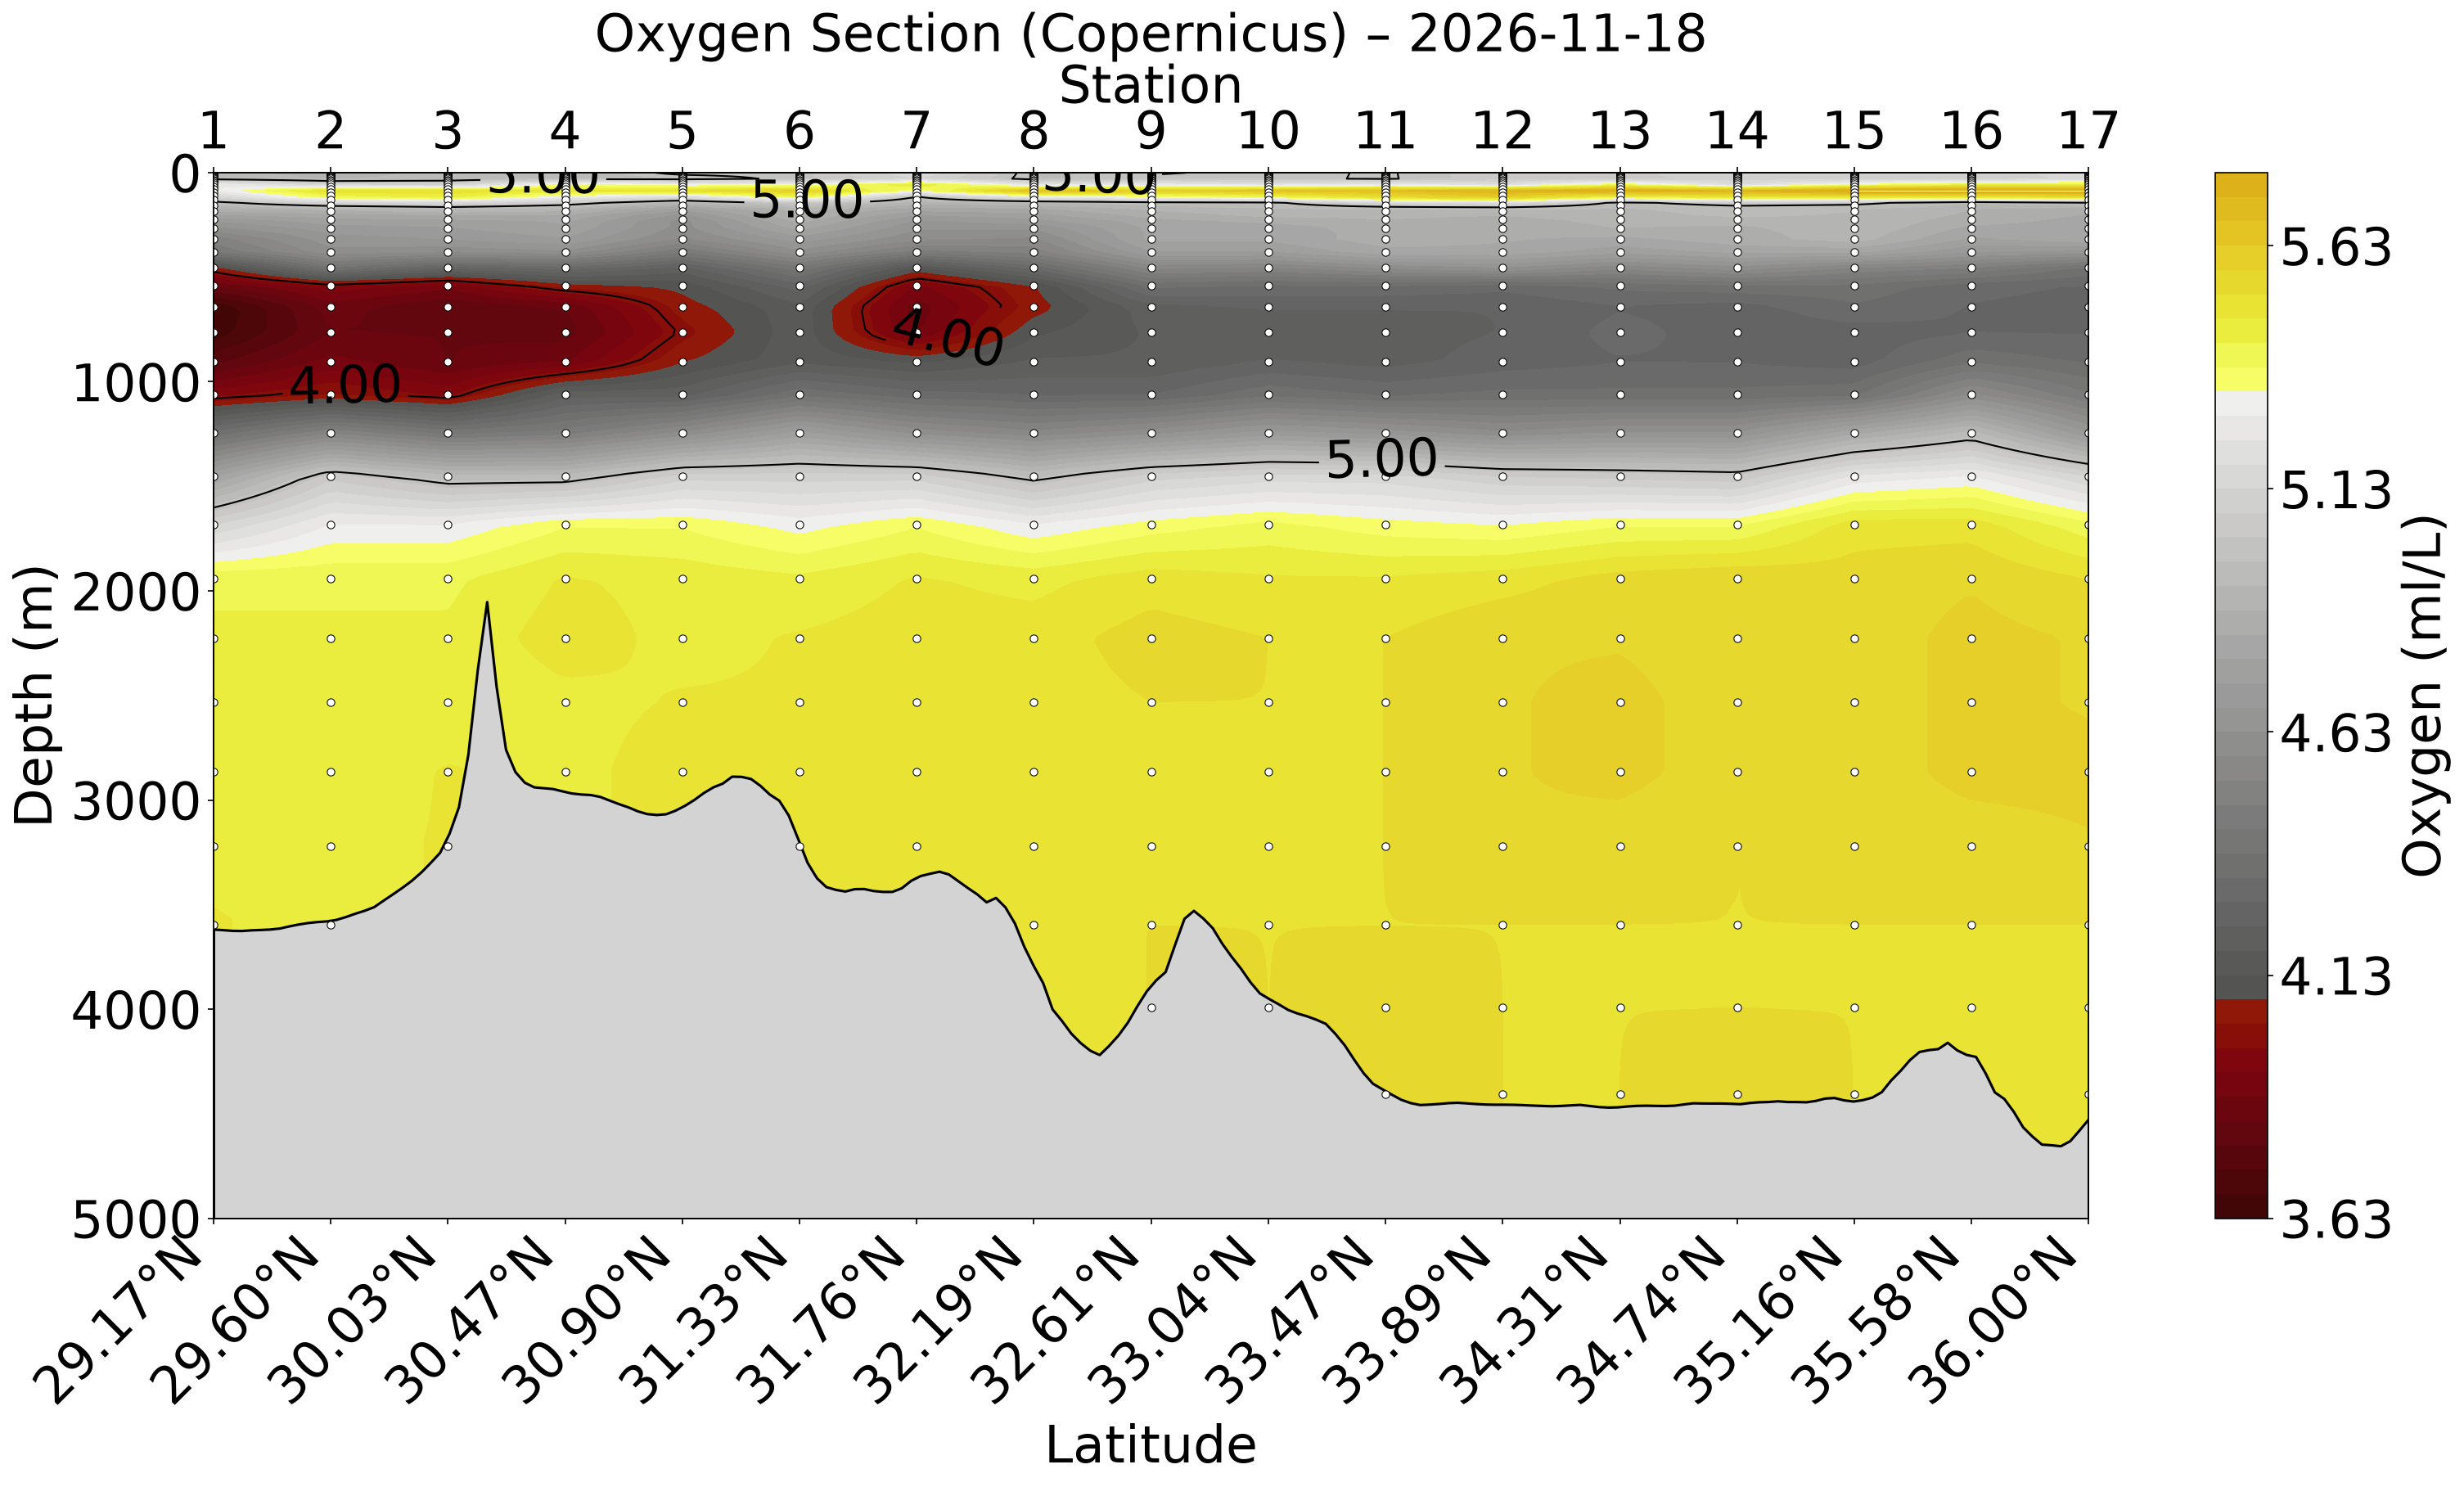 Oxygen Section (Copernicus) – 2026-11-18
Station
1 2 3 4 5 6 7 8 9 10 11 12 13 14 15 16 17
0
1000
2000
3000
4000
5000
Depth (m)
5.00
5.00
5.00
4.00
4.00
5.00
29.17°N 29.60°N 30.03°N 30.47°N 30.90°N 31.33°N 31.76°N 32.19°N 32.61°N 33.04°N 33.47°N 33.89°N 34.31°N 34.74°N 35.16°N 35.58°N 36.00°N
Latitude
5.63
5.13
4.63
4.13
3.63
Oxygen (ml/L)